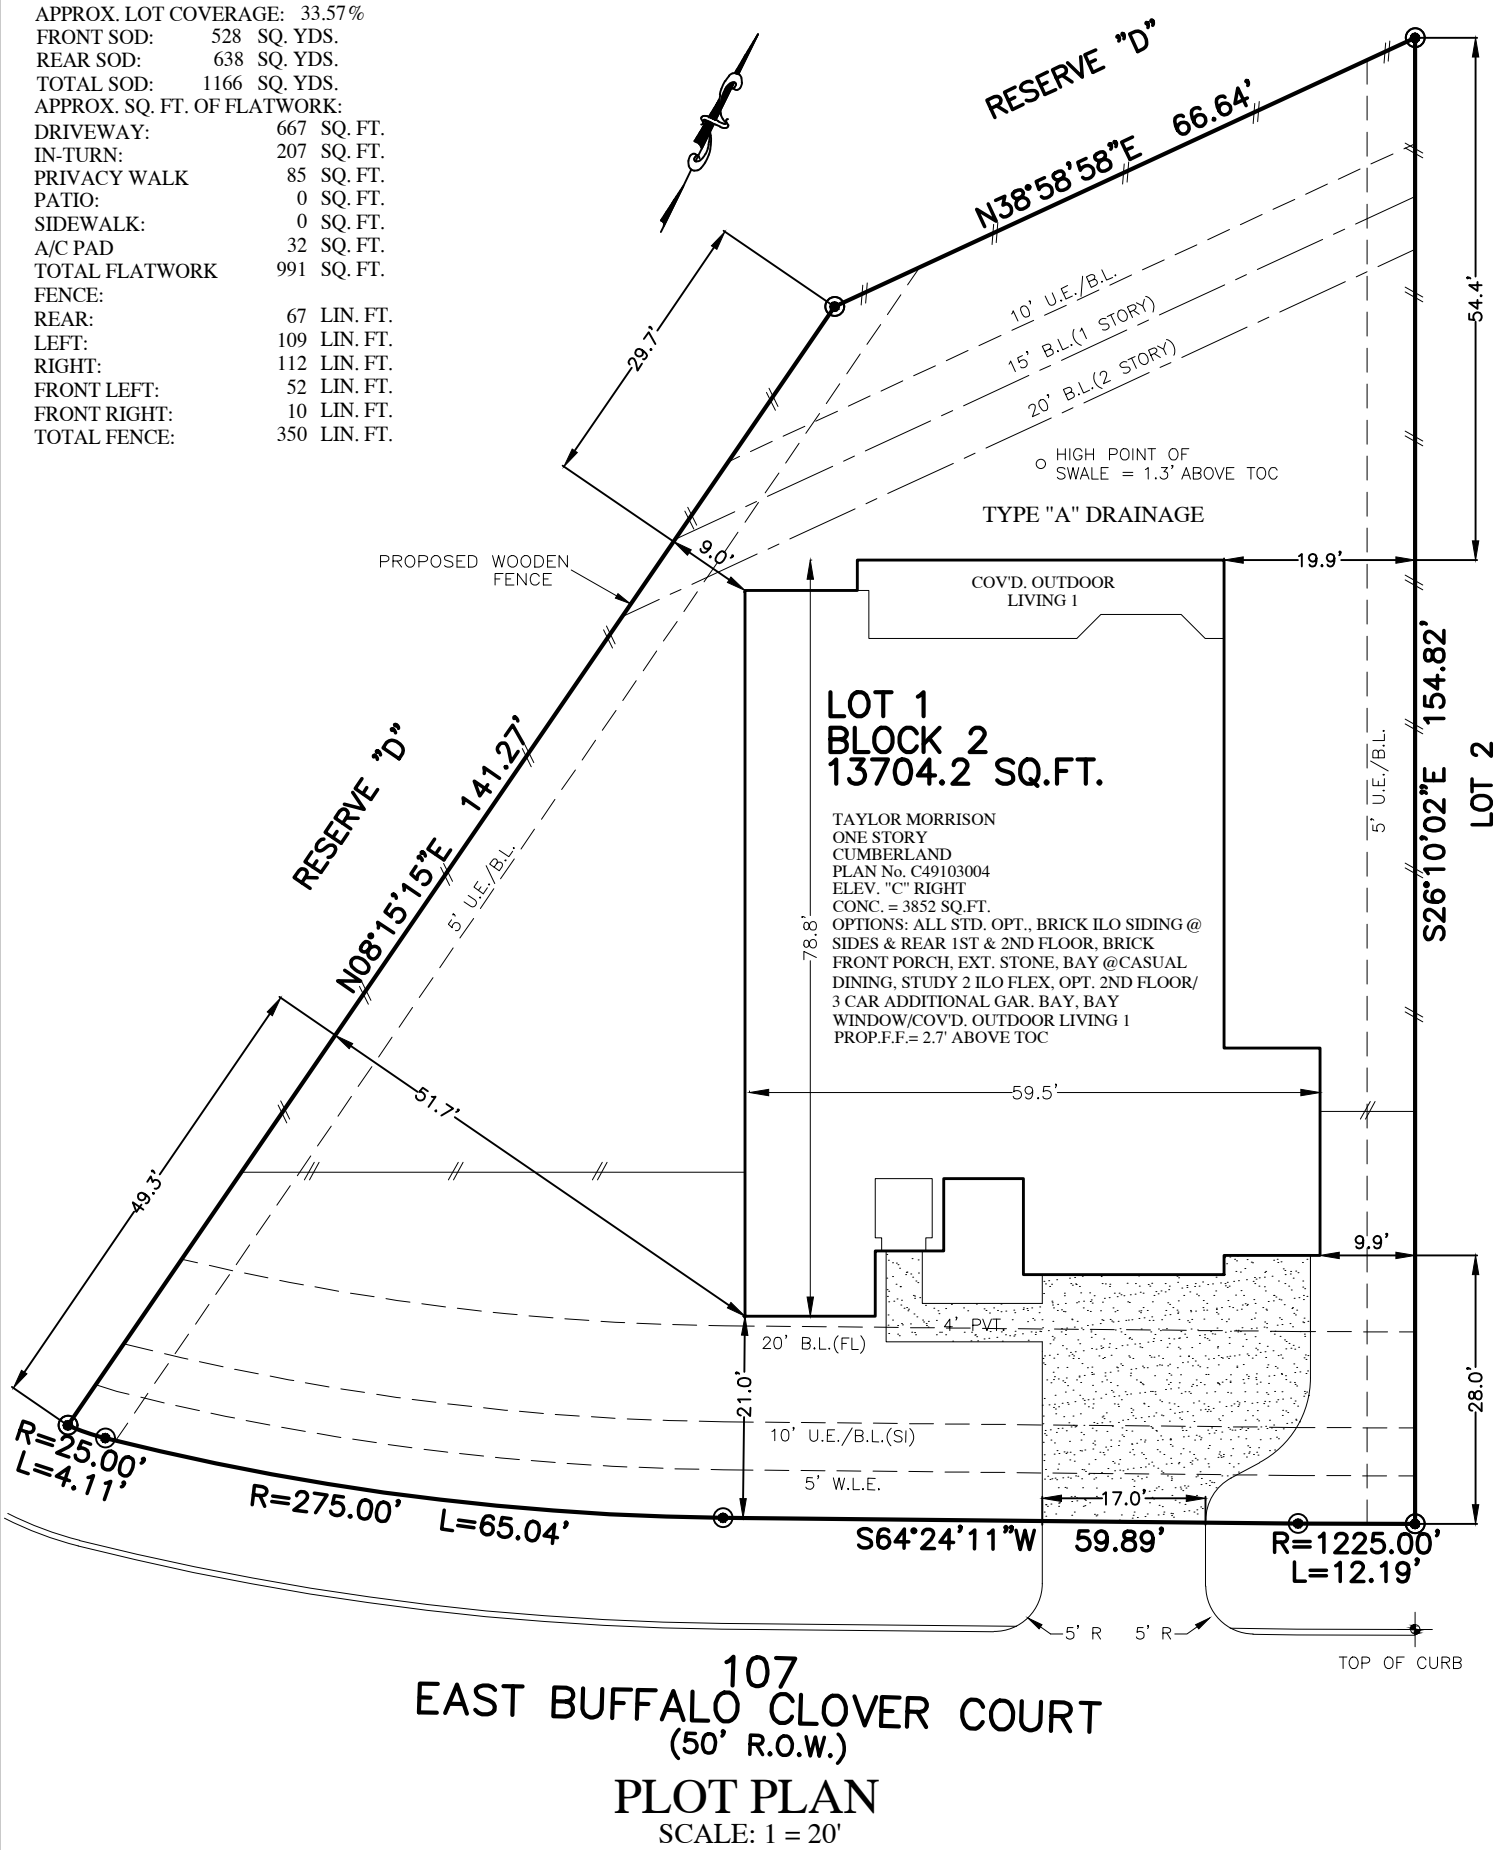 APPROX. LOT COVERAGE: 33.57%
FRONT SOD: 528 SQ. YDS.
REAR SOD: 638 SQ. YDS.
TOTAL SOD: 1166 SQ. YDS.
APPROX. SQ. FT. OF FLATWORK:
DRIVEWAY: 667 SQ. FT.
IN-TURN: 207 SQ. FT.
PRIVACY WALK 85 SQ. FT.
PATIO: 0 SQ. FT.
SIDEWALK: 0 SQ. FT.
A/C PAD 32 SQ. FT.
TOTAL FLATWORK 991 SQ. FT.
FENCE:
REAR: 67 LIN. FT.
LEFT: 109 LIN. FT.
RIGHT: 112 LIN. FT.
FRONT LEFT: 52 LIN. FT.
FRONT RIGHT: 10 LIN. FT.
TOTAL FENCE: 350 LIN. FT.
RESERVE "D"
N38°58'58"E 66.64'
54.4'
29.7'
10' U.E./B.L.
15' B.L.(1 STORY)
20' B.L.(2 STORY)
HIGH POINT OF
SWALE = 1.3' ABOVE TOC
TYPE "A" DRAINAGE
9.0'
19.9'
PROPOSED WOODEN
FENCE
COV'D. OUTDOOR
LIVING 1
LOT 1
BLOCK 2
13704.2 SQ.FT.
TAYLOR MORRISON
ONE STORY
CUMBERLAND
PLAN No. C49103004
ELEV. "C" RIGHT
CONC. = 3852 SQ.FT.
OPTIONS: ALL STD. OPT., BRICK ILO SIDING @
SIDES & REAR 1ST & 2ND FLOOR, BRICK
FRONT PORCH, EXT. STONE, BAY @CASUAL
DINING, STUDY 2 ILO FLEX, OPT. 2ND FLOOR/
3 CAR ADDITIONAL GAR. BAY, BAY
WINDOW/COV'D. OUTDOOR LIVING 1
PROP.F.F.= 2.7' ABOVE TOC
78.8'
59.5'
S26°10'02"E 154.82'
5' U.E./B.L.
LOT 2
RESERVE "D"
N08°15'15"E 141.27'
5' U.E./B.L.
51.7'
49.3'
9.9'
4' PVT.
20' B.L.(FL)
21.0'
28.0'
10' U.E./B.L.(SI)
5' W.L.E.
17.0'
R=25.00'
L=4.11'
R=275.00' L=65.04'
S64°24'11"W 59.89'
R=1225.00'
L=12.19'
5' R 5' R
TOP OF CURB
107
EAST BUFFALO CLOVER COURT
(50' R.O.W.)
PLOT PLAN
SCALE: 1 = 20'